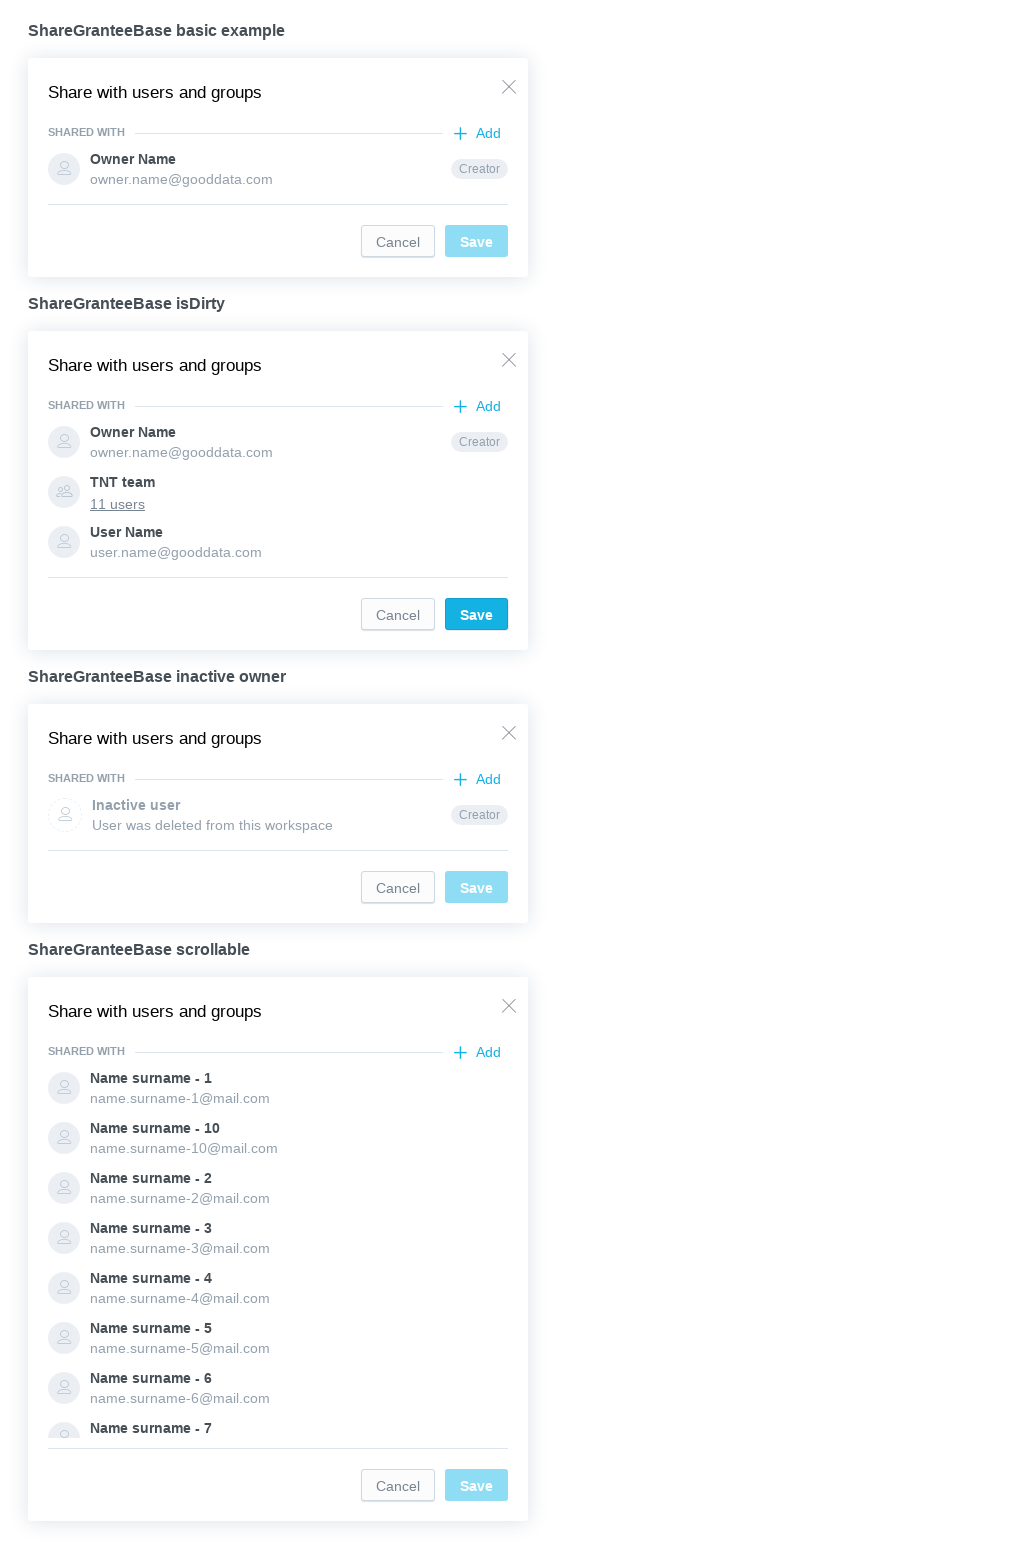 ShareGranteeBase basic example
Share with users and groups
SHARED WITH
Add
Owner Name
Creator
owner.name@gooddata.com
Cancel
Save
ShareGranteeBase isDirty
Share with users and groups
SHARED WITH
Add
Owner Name
Creator
owner.name@gooddata.com
TNT team
11 users
User Name
user.name@gooddata.com
Cancel
Save
ShareGranteeBase inactive owner
Share with users and groups
SHARED WITH
Add
Inactive user
Creator
User was deleted from this workspace
Cancel
Save
ShareGranteeBase scrollable
Share with users and groups
SHARED WITH
Add
Name surname - 1
name.surname-1@mail.com
Name surname - 10
name.surname-10@mail.com
Name surname - 2
name.surname-2@mail.com
Name surname - 3
name.surname-3@mail.com
Name surname - 4
name.surname-4@mail.com
Name surname - 5
name.surname-5@mail.com
Name surname - 6
name.surname-6@mail.com
Name surname - 7
Cancel
Save